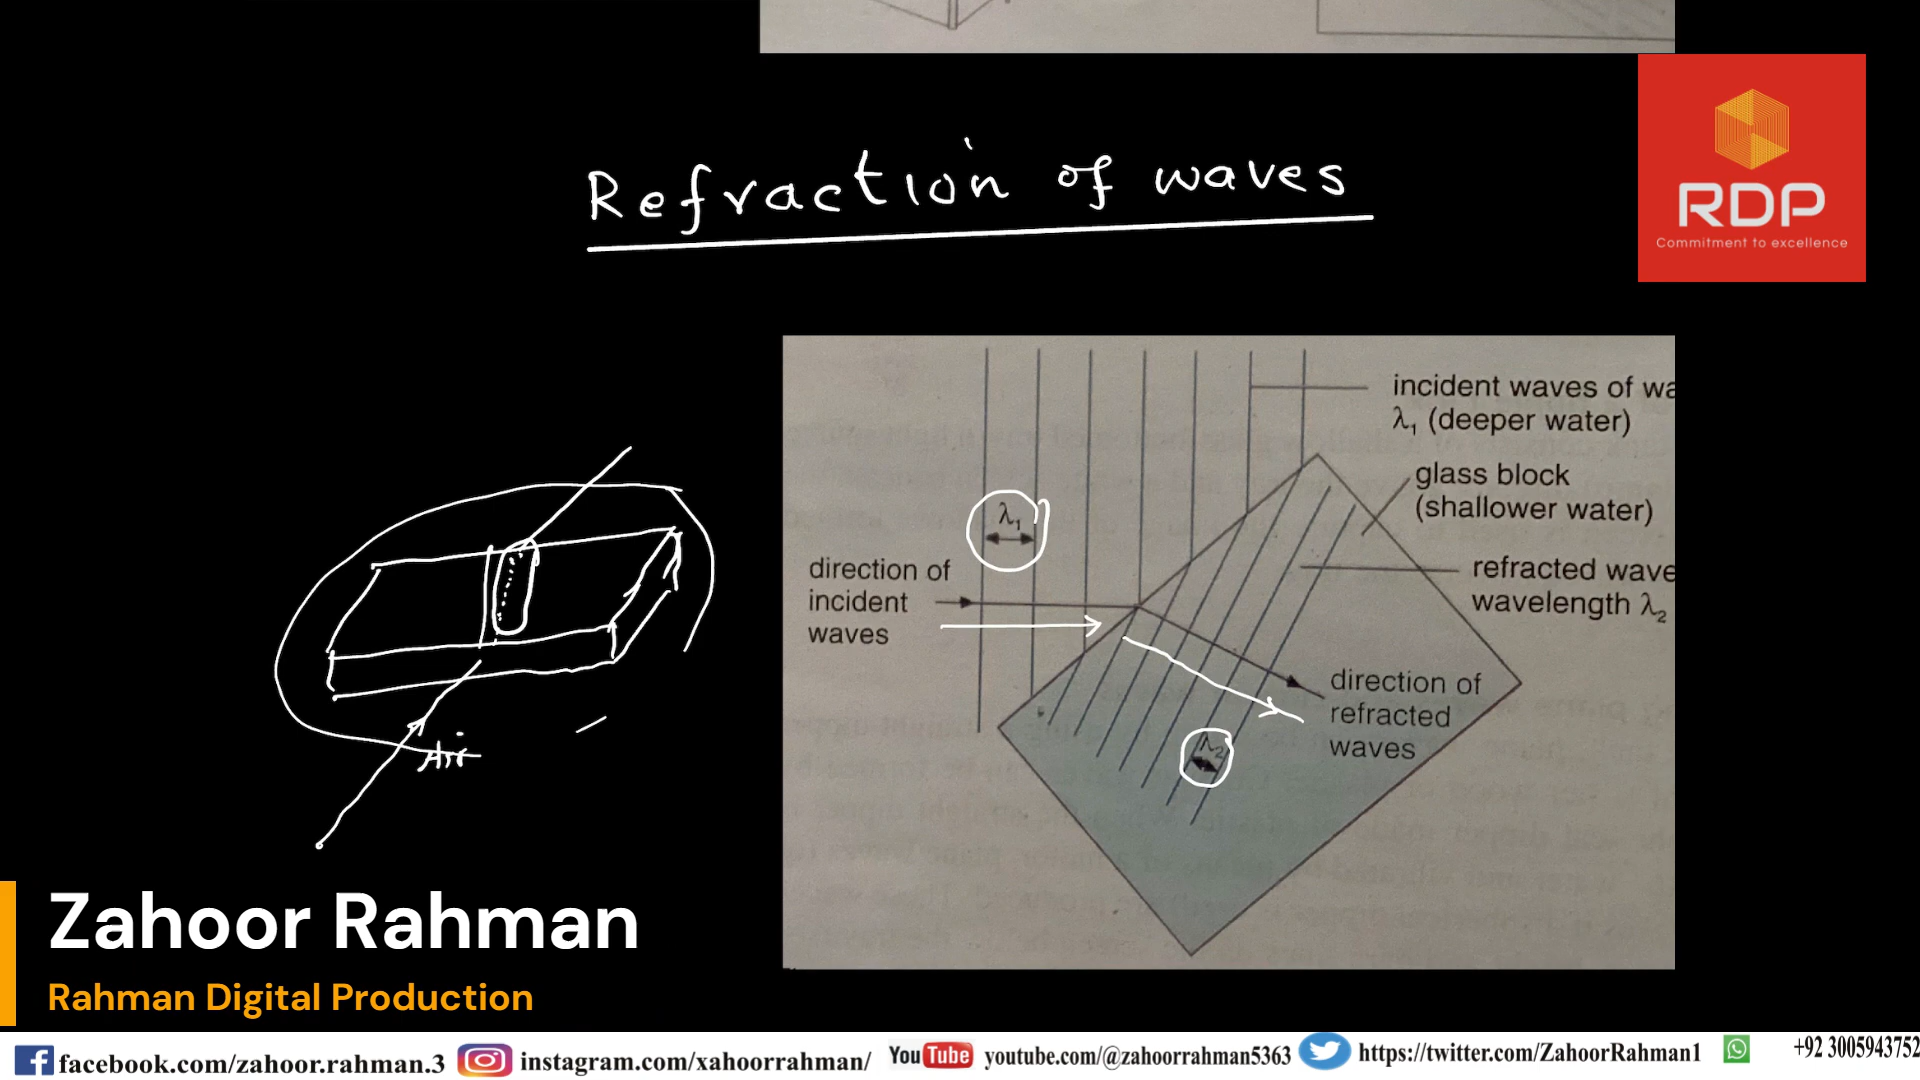 Refraction of waves
RDP
Commitment to excellence
incident waves of wa
λ₁ (deeper water)
glass block
(shallower water)
λ₁
direction of
incident
waves
refracted wave
wavelength λ₂
direction of
refracted
waves
λ₂
Air
Zahoor Rahman
Rahman Digital Production
facebook.com/zahoor.rahman.3
instagram.com/xahoorrahman/
YouTube youtube.com/@zahoorrahman5363
https://twitter.com/ZahoorRahman1
+92 3005943752